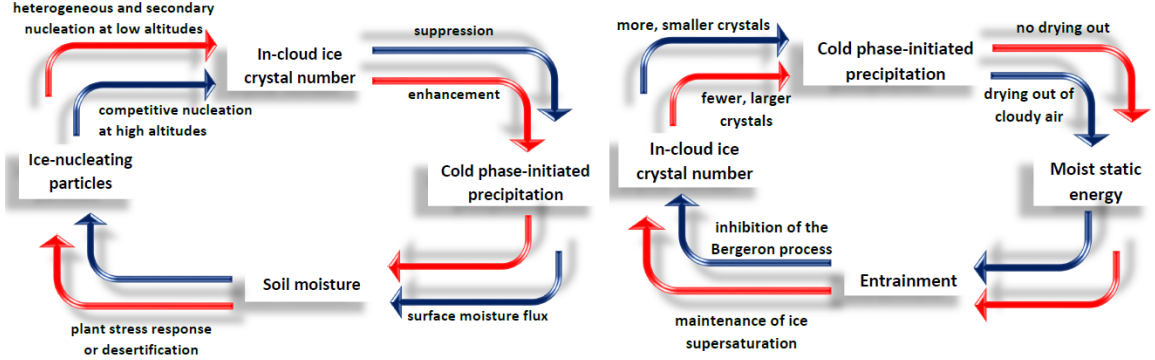 heterogeneous and secondary
nucleation at low altitudes
In-cloud ice
crystal number
suppression
enhancement
competitive nucleation
at high altitudes
Ice-nucleating
particles
Cold phase-initiated
precipitation
Soil moisture
surface moisture flux
plant stress response
or desertification
more, smaller crystals
Cold phase-initiated
precipitation
no drying out
fewer, larger
crystals
drying out of
cloudy air
In-cloud ice
crystal number
Moist static
energy
inhibition of the
Bergeron process
Entrainment
maintenance of ice
supersaturation